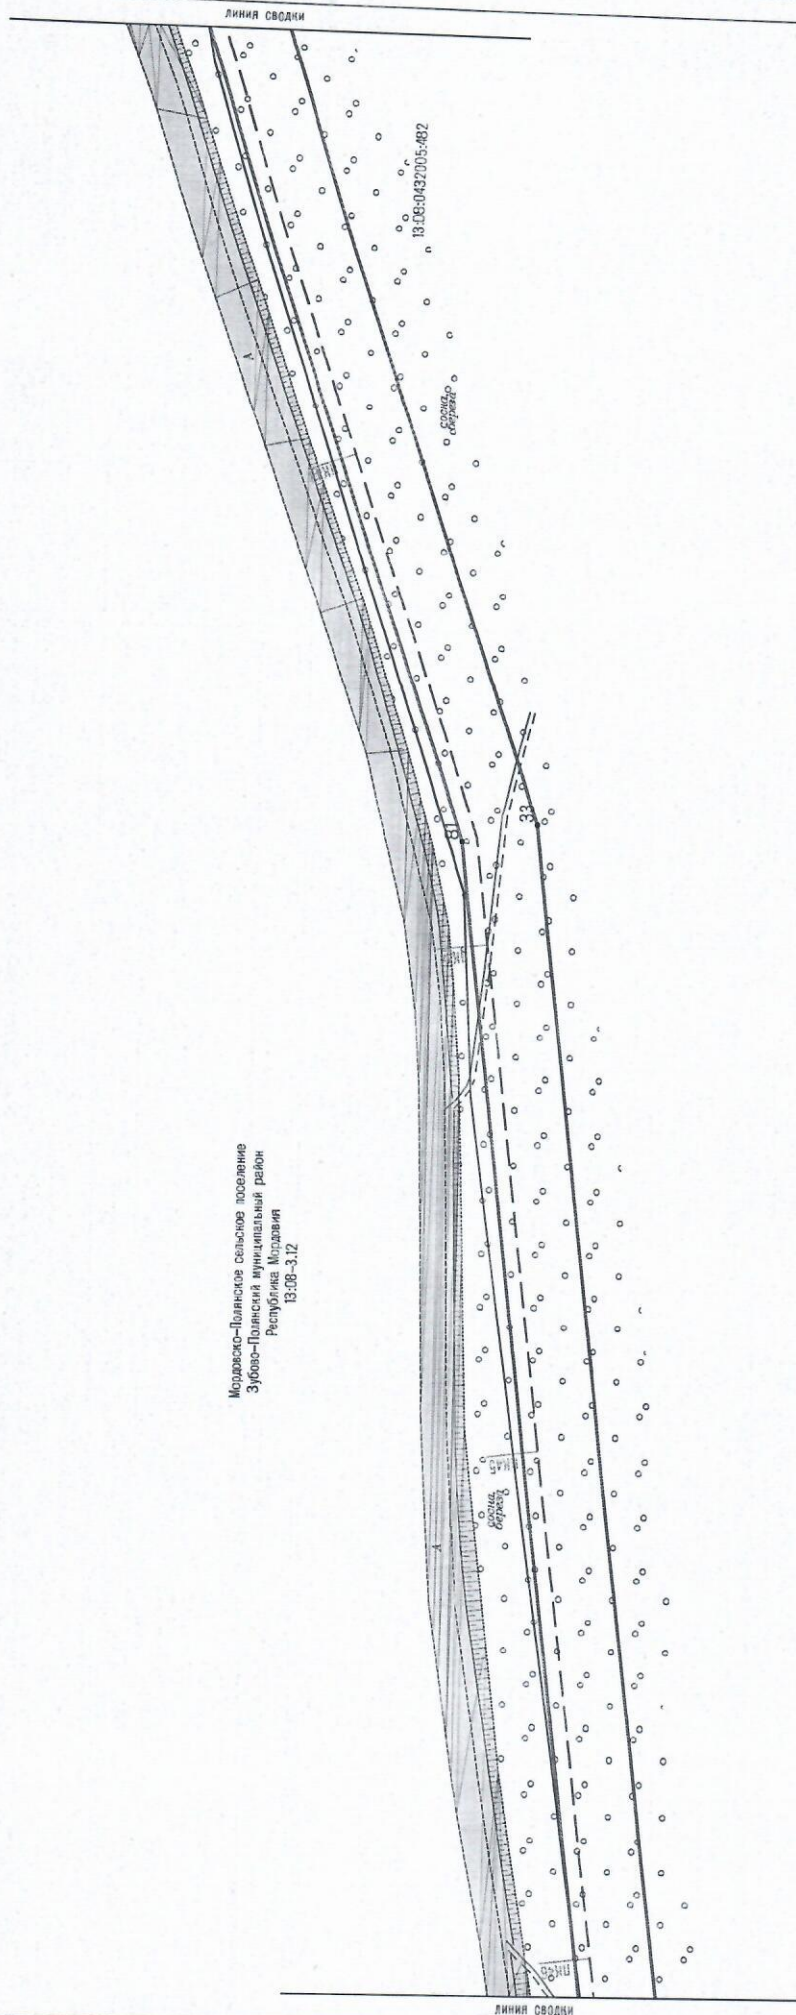 ЛИНИЯ СВОДКИ
13:08:0432005:482
А
сосна
береза
81
33
Мордовско-Полянское сельское поселение
Зубово-Полянский муниципальный район
Республика Мордовия
13:08-3.12
ПК45
сосна
береза
А
ЛИНИЯ СВОДКИ